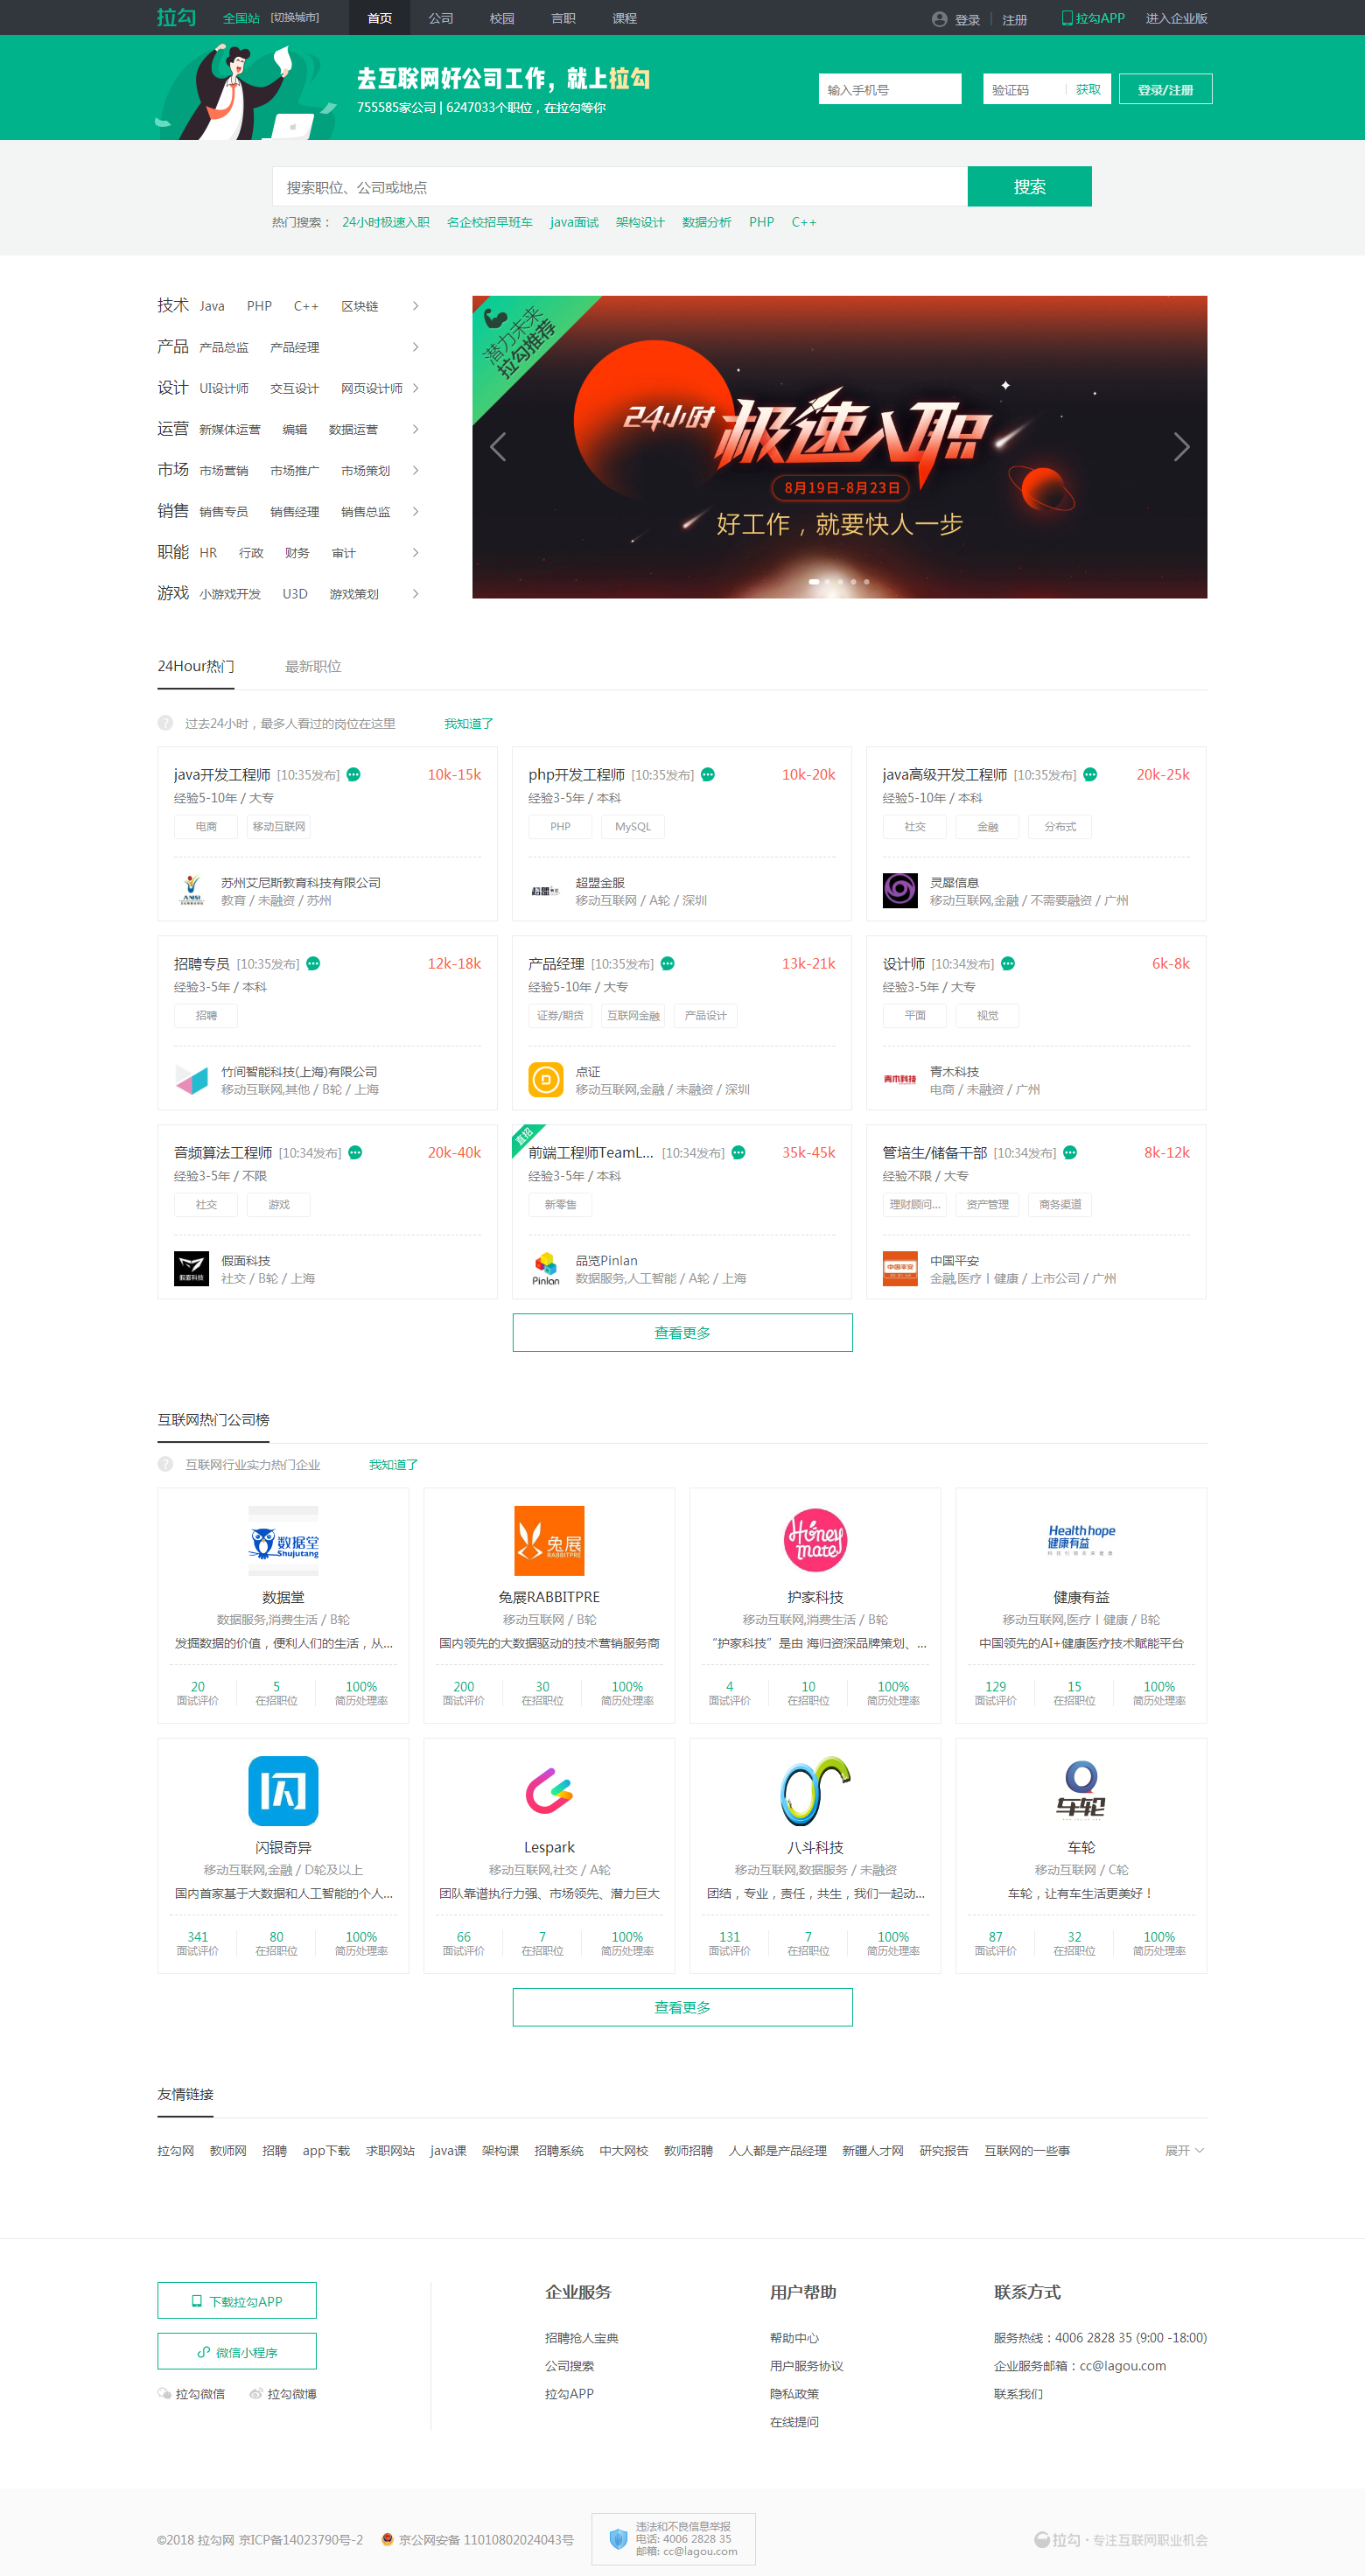 拉勾 全国站 [切换城市] 首页 公司 校园 言职 课程 登录 注册 拉勾APP 进入企业版
去互联网好公司工作，就上拉勾
755585家公司 | 6247033个职位，在拉勾等你
输入手机号 验证码 获取 登录/注册
搜索职位、公司或地点 搜索
热门搜索： 24小时极速入职 名企校招早班车 java面试 架构设计 数据分析 PHP C++
技术 Java PHP C++ 区块链
产品 产品总监 产品经理
设计 UI设计师 交互设计 网页设计师
运营 新媒体运营 编辑 数据运营
市场 市场营销 市场推广 市场策划
销售 销售专员 销售经理 销售总监
职能 HR 行政 财务 审计
游戏 小游戏开发 U3D 游戏策划
潜力未来
拉勾推荐
24小时 极速入职
8月19日-8月23日
好工作，就要快人一步
24Hour热门 最新职位
? 过去24小时，最多人看过的岗位在这里 我知道了
java开发工程师 [10:35发布] 10k-15k
经验5-10年 / 大专
电商 移动互联网
苏州艾尼斯教育科技有限公司
教育 / 未融资 / 苏州
php开发工程师 [10:35发布] 10k-20k
经验3-5年 / 本科
PHP MySQL
超盟金服
移动互联网 / A轮 / 深圳
java高级开发工程师 [10:35发布] 20k-25k
经验5-10年 / 本科
社交 金融 分布式
灵犀信息
移动互联网,金融 / 不需要融资 / 广州
招聘专员 [10:35发布] 12k-18k
经验3-5年 / 本科
招聘
竹间智能科技(上海)有限公司
移动互联网,其他 / B轮 / 上海
产品经理 [10:35发布] 13k-21k
经验5-10年 / 大专
证券/期货 互联网金融 产品设计
点证
移动互联网,金融 / 未融资 / 深圳
设计师 [10:34发布] 6k-8k
经验3-5年 / 大专
平面 视觉
青木科技
青木科技
电商 / 未融资 / 广州
音频算法工程师 [10:34发布] 20k-40k
经验3-5年 / 不限
社交 游戏
假面科技
假面科技
社交 / B轮 / 上海
直招
前端工程师TeamL... [10:34发布] 35k-45k
经验3-5年 / 本科
新零售
Pinlan
品览Pinlan
数据服务,人工智能 / A轮 / 上海
管培生/储备干部 [10:34发布] 8k-12k
经验不限 / 大专
理财顾问... 资产管理 商务渠道
中国平安
中国平安
金融,医疗丨健康 / 上市公司 / 广州
查看更多
互联网热门公司榜
? 互联网行业实力热门企业 我知道了
数据堂
Shujutang
数据堂
数据服务,消费生活 / B轮
发掘数据的价值，便利人们的生活，从...
20 5 100%
面试评价 在招职位 简历处理率
兔展
RABBITPRE
兔展RABBITPRE
移动互联网 / B轮
国内领先的大数据驱动的技术营销服务商
200 30 100%
面试评价 在招职位 简历处理率
Honey
mate
护家科技
移动互联网,消费生活 / B轮
“护家科技”是由 海归资深品牌策划、...
4 10 100%
面试评价 在招职位 简历处理率
Health hope
健康有益
健康有益
移动互联网,医疗丨健康 / B轮
中国领先的AI+健康医疗技术赋能平台
129 15 100%
面试评价 在招职位 简历处理率
闪
闪银奇异
移动互联网,金融 / D轮及以上
国内首家基于大数据和人工智能的个人...
341 80 100%
面试评价 在招职位 简历处理率
Lespark
移动互联网,社交 / A轮
团队靠谱执行力强、市场领先、潜力巨大
66 7 100%
面试评价 在招职位 简历处理率
八斗科技
移动互联网,数据服务 / 未融资
团结，专业，责任，共生，我们一起动...
131 7 100%
面试评价 在招职位 简历处理率
车轮
车轮
移动互联网 / C轮
车轮，让有车生活更美好！
87 32 100%
面试评价 在招职位 简历处理率
查看更多
友情链接
拉勾网 教师网 招聘 app下载 求职网站 java课 架构课 招聘系统 中大网校 教师招聘 人人都是产品经理 新疆人才网 研究报告 互联网的一些事 展开
下载拉勾APP
微信小程序
拉勾微信 拉勾微博
企业服务
招聘抢人宝典
公司搜索
拉勾APP
用户帮助
帮助中心
用户服务协议
隐私政策
在线提问
联系方式
服务热线：4006 2828 35 (9:00 -18:00)
企业服务邮箱：cc@lagou.com
联系我们
©2018 拉勾网 京ICP备14023790号-2 京公网安备 11010802024043号
违法和不良信息举报
电话: 4006 2828 35
邮箱: cc@lagou.com
拉勾 · 专注互联网职业机会